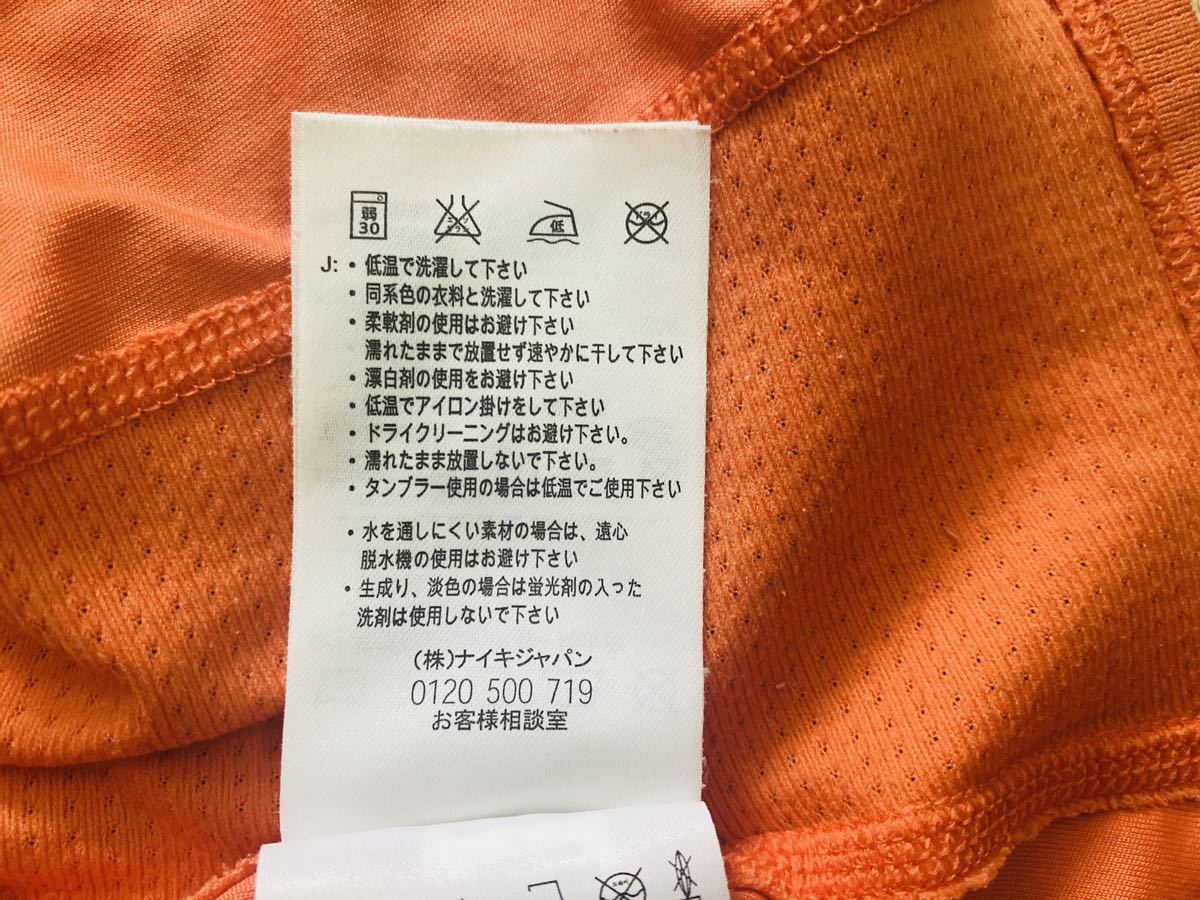 弱
30
エンソ
サラシ
低
ドライ
J: ・ 低温で洗濯して下さい
・ 同系色の衣料と洗濯して下さい
・ 柔軟剤の使用はお避け下さい
濡れたままで放置せず速やかに干して下さい
・ 漂白剤の使用をお避け下さい
・ 低温でアイロン掛けをして下さい
・ ドライクリーニングはお避け下さい。
・ 濡れたまま放置しないで下さい。
・ タンブラー使用の場合は低温でご使用下さい
・ 水を通しにくい素材の場合は、遠心
脱水機の使用はお避け下さい
・ 生成り、淡色の場合は蛍光剤の入った
洗剤は使用しないで下さい
(株)ナイキジャパン
0120 500 719
お客様相談室